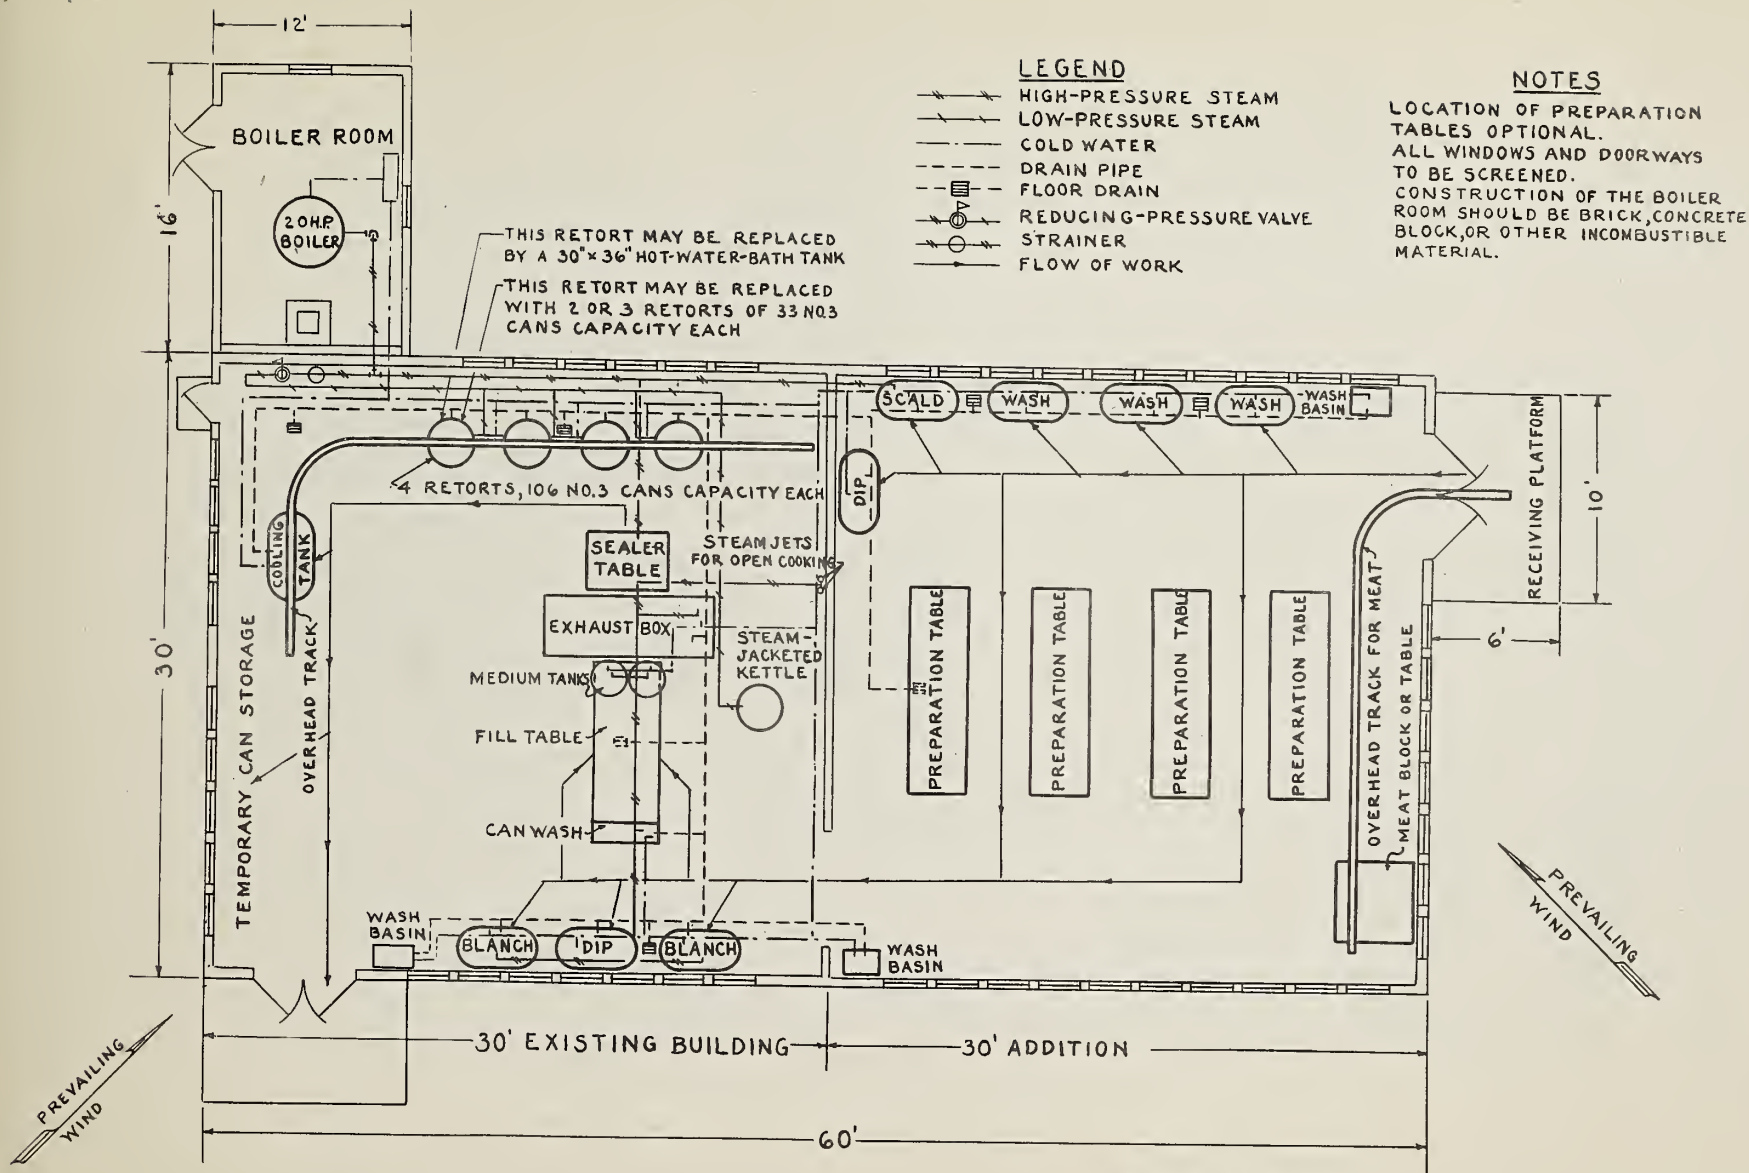 12'
LEGEND
HIGH-PRESSURE STEAM
LOW-PRESSURE STEAM
COLD WATER
DRAIN PIPE
FLOOR DRAIN
REDUCING-PRESSURE VALVE
STRAINER
FLOW OF WORK
NOTES
LOCATION OF PREPARATION
TABLES OPTIONAL.
ALL WINDOWS AND DOORWAYS
TO BE SCREENED.
CONSTRUCTION OF THE BOILER
ROOM SHOULD BE BRICK, CONCRETE
BLOCK, OR OTHER INCOMBUSTIBLE
MATERIAL.
BOILER ROOM
16'
20 H.P.
BOILER
THIS RETORT MAY BE REPLACED
BY A 30"x 36" HOT-WATER-BATH TANK
THIS RETORT MAY BE REPLACED
WITH 2 OR 3 RETORTS OF 33 NO.3
CANS CAPACITY EACH
SCALD
WASH
WASH
WASH
WASH
BASIN
RECEIVING PLATFORM
10'
6'
DIP
4 RETORTS, 106 NO.3 CANS CAPACITY EACH
COOLING
TANK
SEALER
TABLE
STEAM JETS
FOR OPEN COOKING
EXHAUST BOX
STEAM-
JACKETED
KETTLE
MEDIUM TANKS
FILL TABLE
CAN WASH
30'
TEMPORARY CAN STORAGE
OVERHEAD TRACK
PREPARATION TABLE
PREPARATION TABLE
PREPARATION TABLE
PREPARATION TABLE
OVERHEAD TRACK FOR MEAT
MEAT BLOCK OR TABLE
WASH
BASIN
BLANCH
DIP
BLANCH
WASH
BASIN
PREVAILING
WIND
PREVAILING
WIND
30' EXISTING BUILDING
30' ADDITION
60'